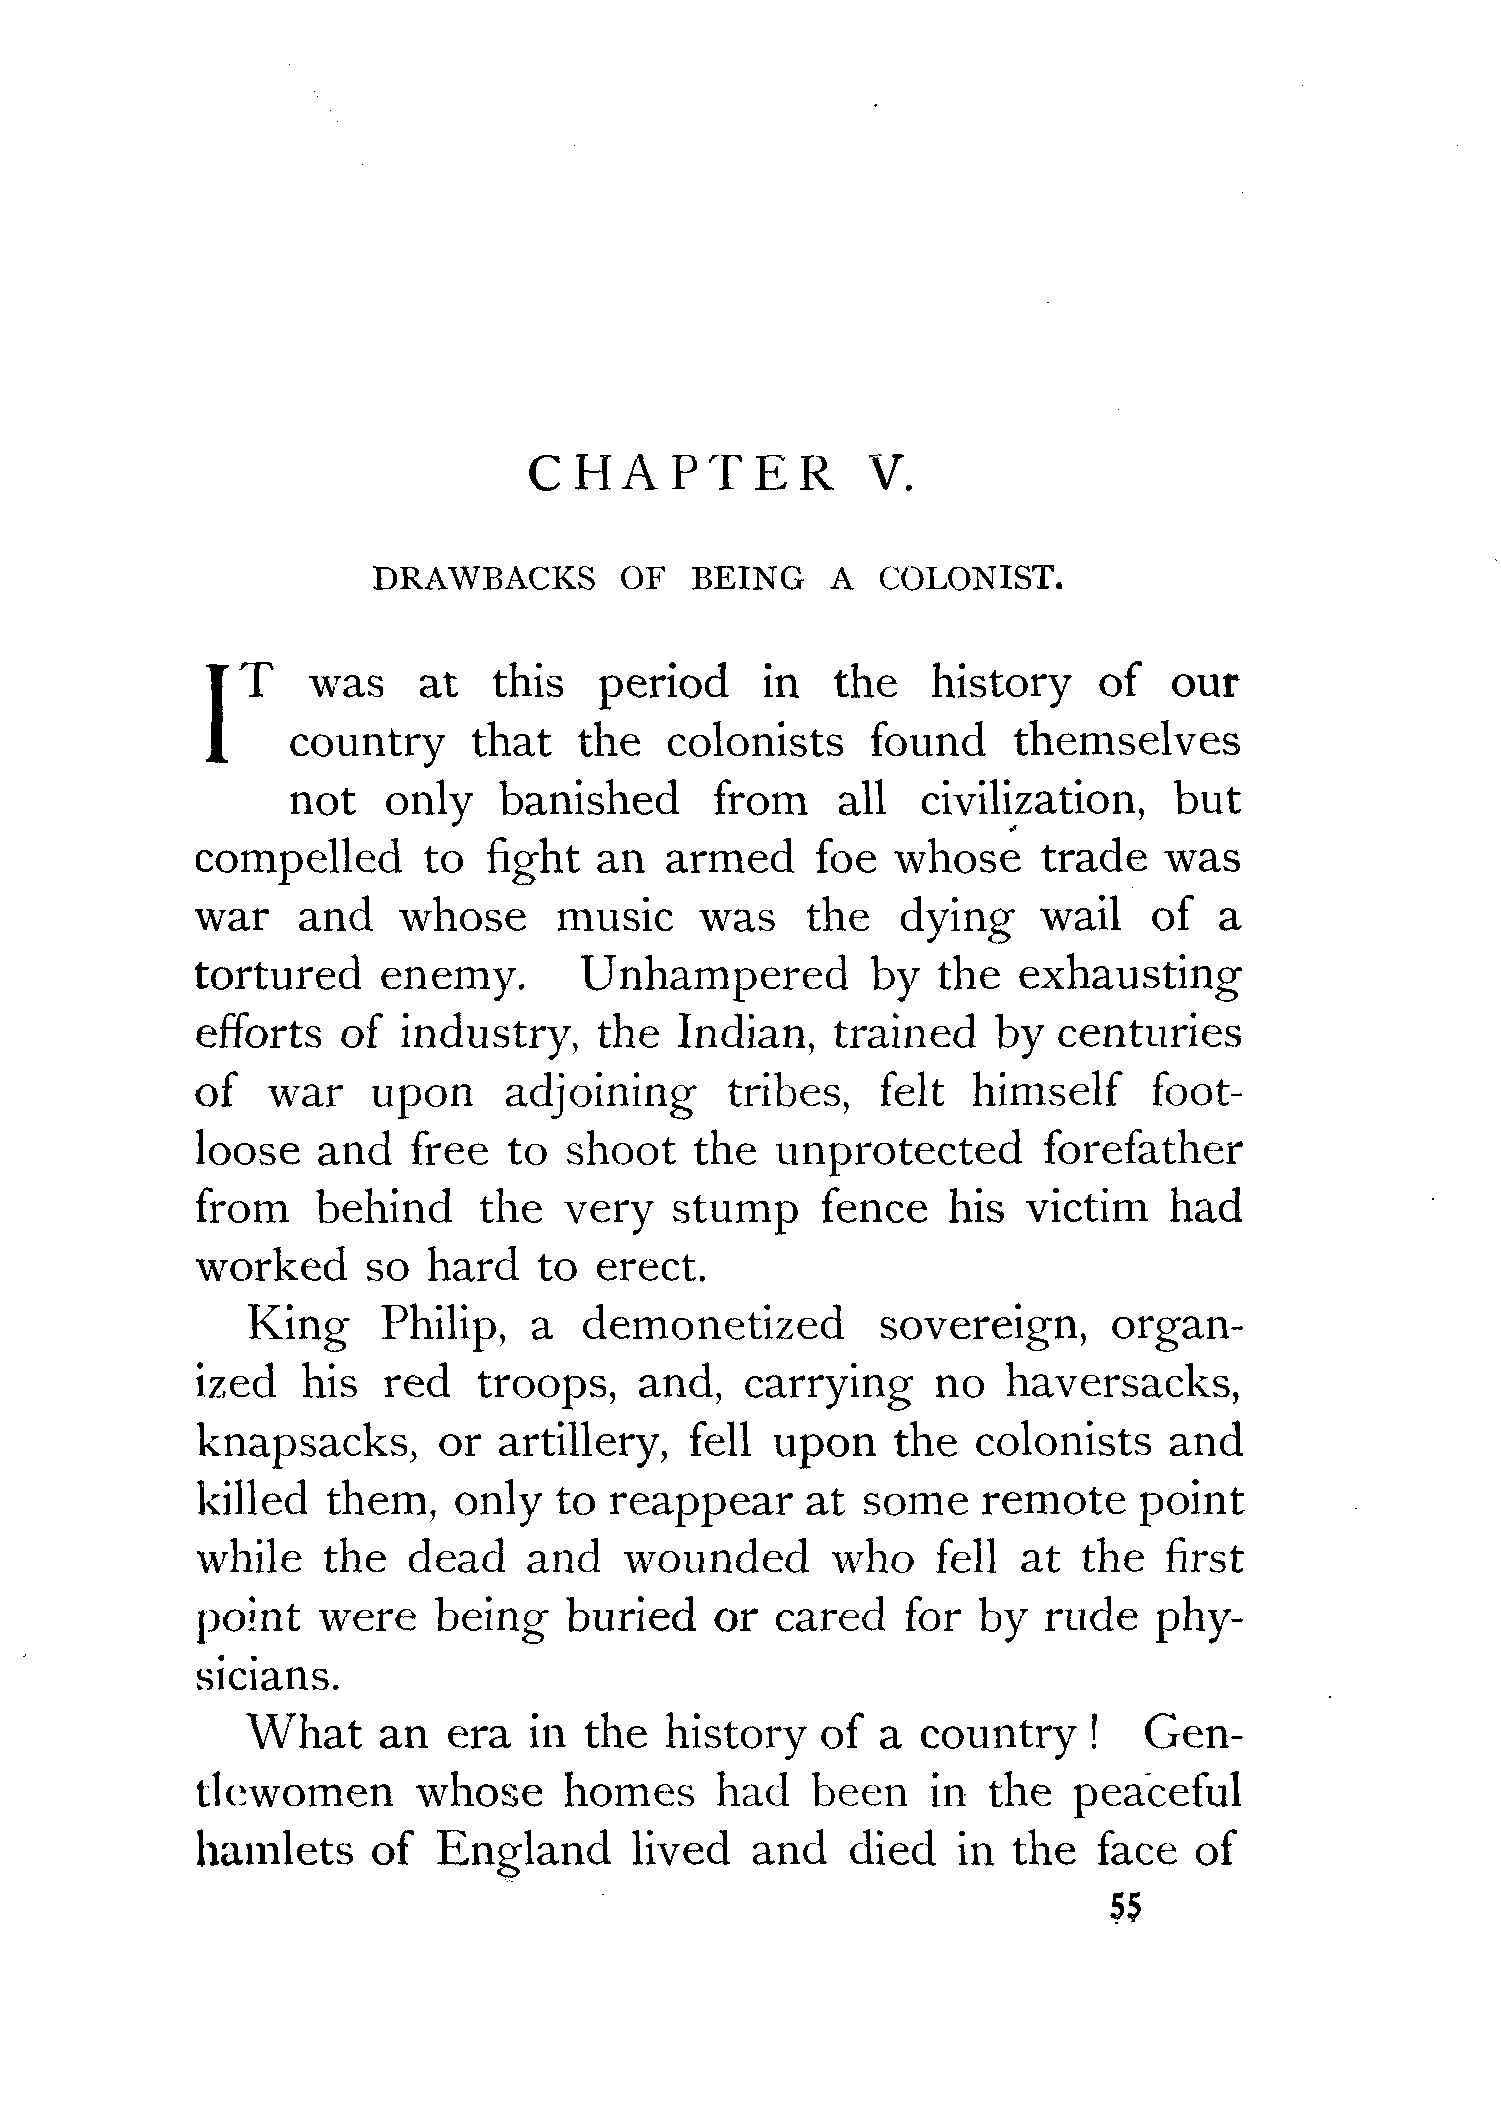 CHAPTER V.
DRAWBACKS OF BEING A COLONIST.
IT was at this period in the history of our
country that the colonists found themselves
not only banished from all civilization, but
compelled to fight an armed foe whose trade was
war and whose music was the dying wail of a
tortured enemy. Unhampered by the exhausting
efforts of industry, the Indian, trained by centuries
of war upon adjoining tribes, felt himself foot-
loose and free to shoot the unprotected forefather
from behind the very stump fence his victim had
worked so hard to erect.
King Philip, a demonetized sovereign, organ-
ized his red troops, and, carrying no haversacks,
knapsacks, or artillery, fell upon the colonists and
killed them, only to reappear at some remote point
while the dead and wounded who fell at the first
point were being buried or cared for by rude phy-
sicians.
What an era in the history of a country! Gen-
tlewomen whose homes had been in the peaceful
hamlets of England lived and died in the face of
55